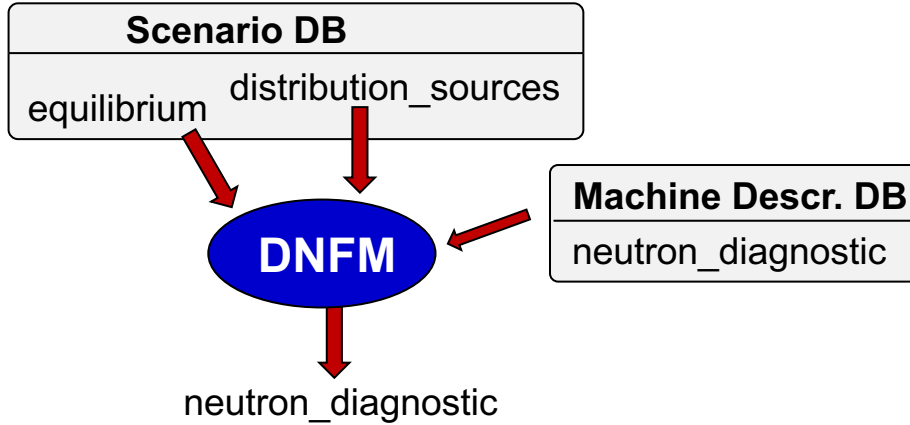 Scenario DB
equilibrium
distribution_sources
Machine Descr. DB
neutron_diagnostic
DNFM
neutron_diagnostic